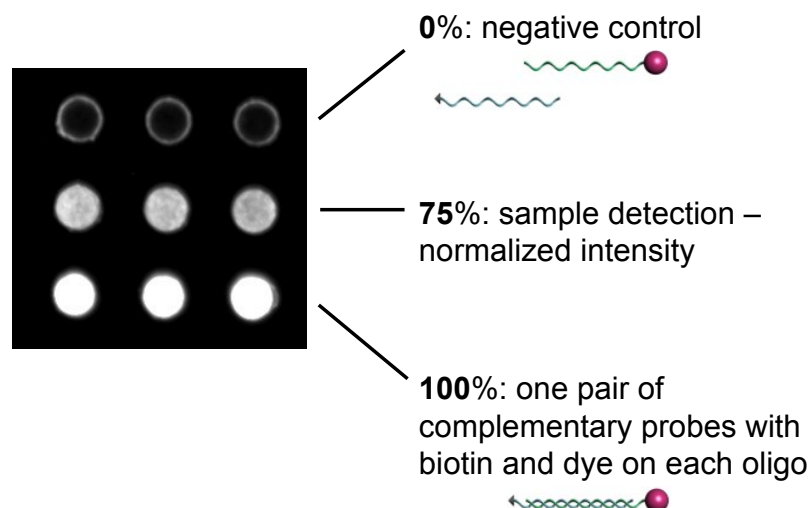 0%: negative control
75%: sample detection –
normalized intensity
100%: one pair of
complementary probes with
biotin and dye on each oligo